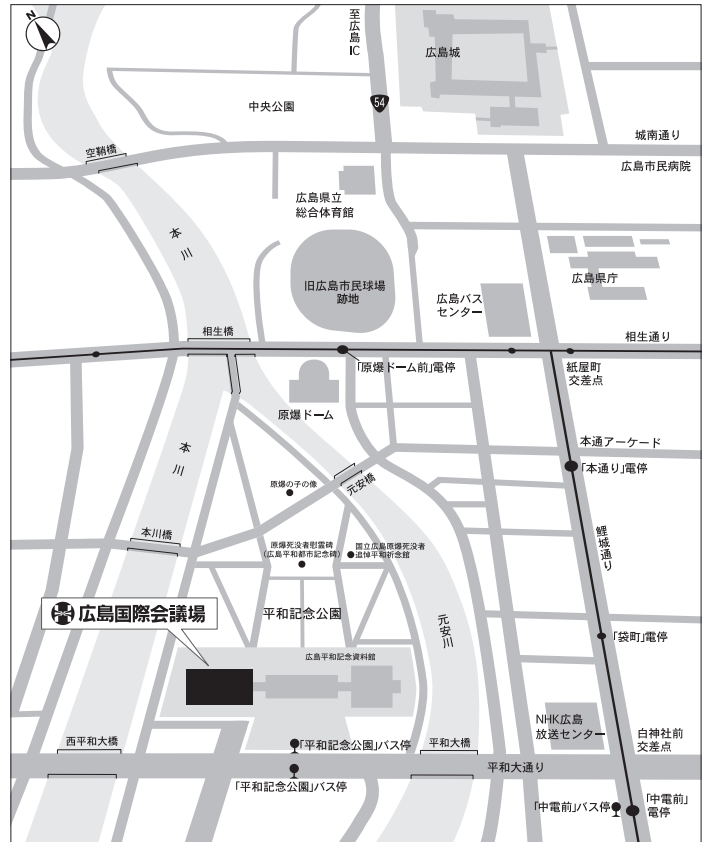 N
至広島
IC
広島城
54
中央公園
城南通り
空鞘橋
広島市民病院
広島県立
総合体育館
本川
旧広島市民球場
跡地
広島バス
センター
広島県庁
相生橋
相生通り
「原爆ドーム前」電停
紙屋町
交差点
原爆ドーム
本通アーケード
本川
「本通り」電停
原爆の子の像
元安橋
本川橋
原爆死没者慰霊碑
(広島平和都市記念碑)
国立広島原爆死没者
追悼平和祈念館
鯉城通り
広島国際会議場
平和記念公園
元安川
「袋町」電停
広島平和記念資料館
NHK広島
放送センター
白神社前
交差点
西平和大橋
「平和記念公園」バス停
平和大橋
平和大通り
「平和記念公園」バス停
「中電前」バス停
「中電前」
電停